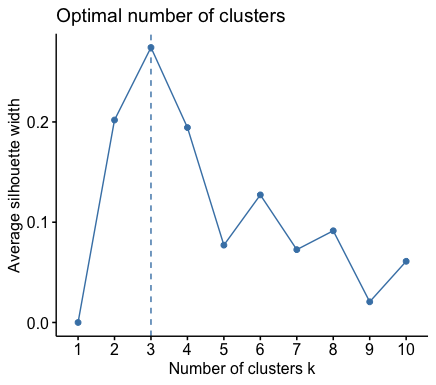 Optimal number of clusters
Average silhouette width
0.2
0.1
0.0
1 2 3 4 5 6 7 8 9 10
Number of clusters k